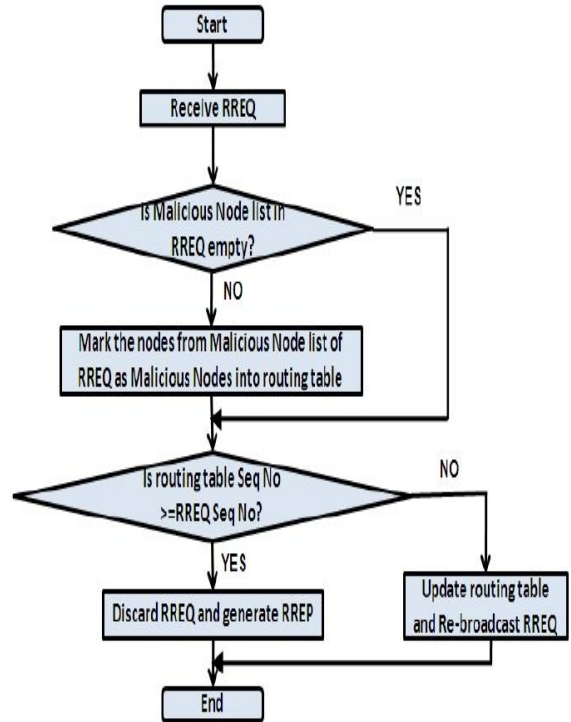 Start
Receive RREQ
Is Malicious Node list in
RREQ empty?
YES
NO
Mark the nodes from Malicious Node list of
RREQ as Malicious Nodes into routing table
Is routing table Seq No
>=RREQ Seq No?
NO
YES
Discard RREQ and generate RREP
Update routing table
and Re-broadcast RREQ
End